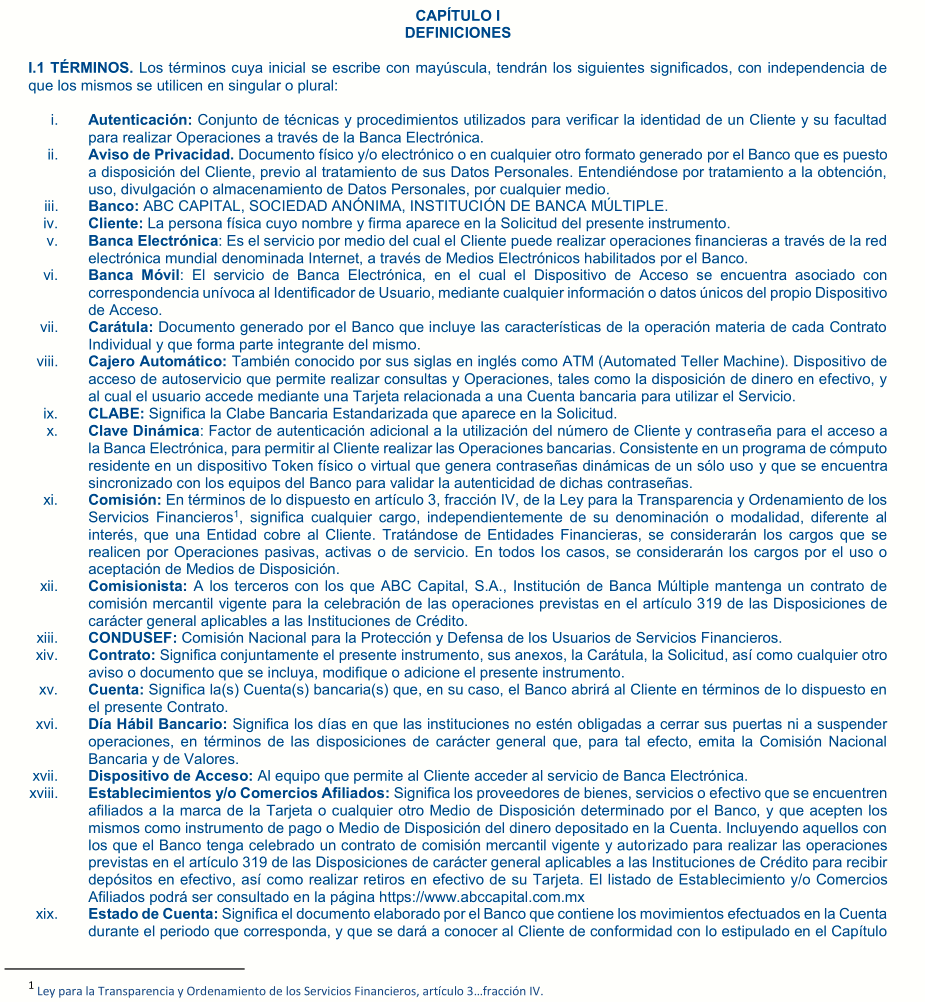 CAPÍTULO I
DEFINICIONES
I.1 TÉRMINOS. Los términos cuya inicial se escribe con mayúscula, tendrán los siguientes significados, con independencia de
que los mismos se utilicen en singular o plural:
i. Autenticación: Conjunto de técnicas y procedimientos utilizados para verificar la identidad de un Cliente y su facultad
para realizar Operaciones a través de la Banca Electrónica.
ii. Aviso de Privacidad. Documento físico y/o electrónico o en cualquier otro formato generado por el Banco que es puesto
a disposición del Cliente, previo al tratamiento de sus Datos Personales. Entendiéndose por tratamiento a la obtención,
uso, divulgación o almacenamiento de Datos Personales, por cualquier medio.
iii. Banco: ABC CAPITAL, SOCIEDAD ANÓNIMA, INSTITUCIÓN DE BANCA MÚLTIPLE.
iv. Cliente: La persona física cuyo nombre y firma aparece en la Solicitud del presente instrumento.
v. Banca Electrónica: Es el servicio por medio del cual el Cliente puede realizar operaciones financieras a través de la red
electrónica mundial denominada Internet, a través de Medios Electrónicos habilitados por el Banco.
vi. Banca Móvil: El servicio de Banca Electrónica, en el cual el Dispositivo de Acceso se encuentra asociado con
correspondencia unívoca al Identificador de Usuario, mediante cualquier información o datos únicos del propio Dispositivo
de Acceso.
vii. Carátula: Documento generado por el Banco que incluye las características de la operación materia de cada Contrato
Individual y que forma parte integrante del mismo.
viii. Cajero Automático: También conocido por sus siglas en inglés como ATM (Automated Teller Machine). Dispositivo de
acceso de autoservicio que permite realizar consultas y Operaciones, tales como la disposición de dinero en efectivo, y
al cual el usuario accede mediante una Tarjeta relacionada a una Cuenta bancaria para utilizar el Servicio.
ix. CLABE: Significa la Clabe Bancaria Estandarizada que aparece en la Solicitud.
x. Clave Dinámica: Factor de autenticación adicional a la utilización del número de Cliente y contraseña para el acceso a
la Banca Electrónica, para permitir al Cliente realizar las Operaciones bancarias. Consistente en un programa de cómputo
residente en un dispositivo Token físico o virtual que genera contraseñas dinámicas de un sólo uso y que se encuentra
sincronizado con los equipos del Banco para validar la autenticidad de dichas contraseñas.
xi. Comisión: En términos de lo dispuesto en artículo 3, fracción IV, de la Ley para la Transparencia y Ordenamiento de los
Servicios Financieros¹, significa cualquier cargo, independientemente de su denominación o modalidad, diferente al
interés, que una Entidad cobre al Cliente. Tratándose de Entidades Financieras, se considerarán los cargos que se
realicen por Operaciones pasivas, activas o de servicio. En todos los casos, se considerarán los cargos por el uso o
aceptación de Medios de Disposición.
xii. Comisionista: A los terceros con los que ABC Capital, S.A., Institución de Banca Múltiple mantenga un contrato de
comisión mercantil vigente para la celebración de las operaciones previstas en el artículo 319 de las Disposiciones de
carácter general aplicables a las Instituciones de Crédito.
xiii. CONDUSEF: Comisión Nacional para la Protección y Defensa de los Usuarios de Servicios Financieros.
xiv. Contrato: Significa conjuntamente el presente instrumento, sus anexos, la Carátula, la Solicitud, así como cualquier otro
aviso o documento que se incluya, modifique o adicione el presente instrumento.
xv. Cuenta: Significa la(s) Cuenta(s) bancaria(s) que, en su caso, el Banco abrirá al Cliente en términos de lo dispuesto en
el presente Contrato.
xvi. Día Hábil Bancario: Significa los días en que las instituciones no estén obligadas a cerrar sus puertas ni a suspender
operaciones, en términos de las disposiciones de carácter general que, para tal efecto, emita la Comisión Nacional
Bancaria y de Valores.
xvii. Dispositivo de Acceso: Al equipo que permite al Cliente acceder al servicio de Banca Electrónica.
xviii. Establecimientos y/o Comercios Afiliados: Significa los proveedores de bienes, servicios o efectivo que se encuentren
afiliados a la marca de la Tarjeta o cualquier otro Medio de Disposición determinado por el Banco, y que acepten los
mismos como instrumento de pago o Medio de Disposición del dinero depositado en la Cuenta. Incluyendo aquellos con
los que el Banco tenga celebrado un contrato de comisión mercantil vigente y autorizado para realizar las operaciones
previstas en el artículo 319 de las Disposiciones de carácter general aplicables a las Instituciones de Crédito para recibir
depósitos en efectivo, así como realizar retiros en efectivo de su Tarjeta. El listado de Establecimiento y/o Comercios
Afiliados podrá ser consultado en la página https://www.abccapital.com.mx
xix. Estado de Cuenta: Significa el documento elaborado por el Banco que contiene los movimientos efectuados en la Cuenta
durante el periodo que corresponda, y que se dará a conocer al Cliente de conformidad con lo estipulado en el Capítulo
¹ Ley para la Transparencia y Ordenamiento de los Servicios Financieros, artículo 3…fracción IV.